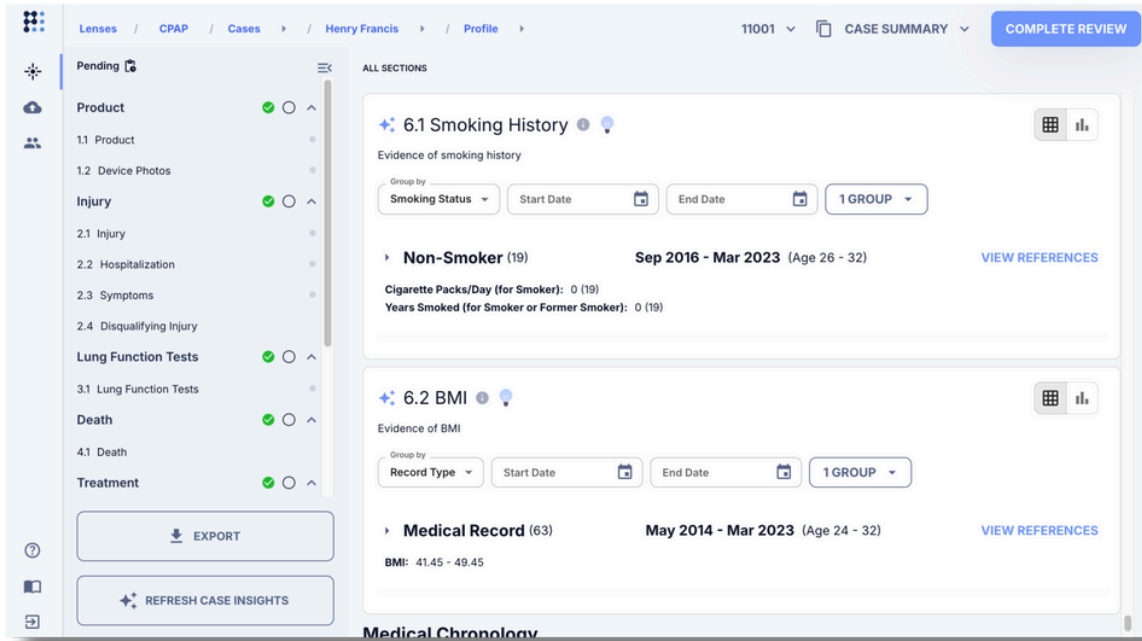 Lenses / CPAP / Cases / Henry Francis / Profile
11001
CASE SUMMARY
COMPLETE REVIEW
Pending
Product
1.1 Product
1.2 Device Photos
Injury
2.1 Injury
2.2 Hospitalization
2.3 Symptoms
2.4 Disqualifying Injury
Lung Function Tests
3.1 Lung Function Tests
Death
4.1 Death
Treatment
EXPORT
REFRESH CASE INSIGHTS
ALL SECTIONS
6.1 Smoking History
Evidence of smoking history
Group by
Smoking Status
Start Date
End Date
1 GROUP
Non-Smoker (19) Sep 2016 - Mar 2023 (Age 26 - 32) VIEW REFERENCES
Cigarette Packs/Day (for Smoker): 0 (19)
Years Smoked (for Smoker or Former Smoker): 0 (19)
6.2 BMI
Evidence of BMI
Group by
Record Type
Start Date
End Date
1 GROUP
Medical Record (63) May 2014 - Mar 2023 (Age 24 - 32) VIEW REFERENCES
BMI: 41.45 - 49.45
Medical Chronology